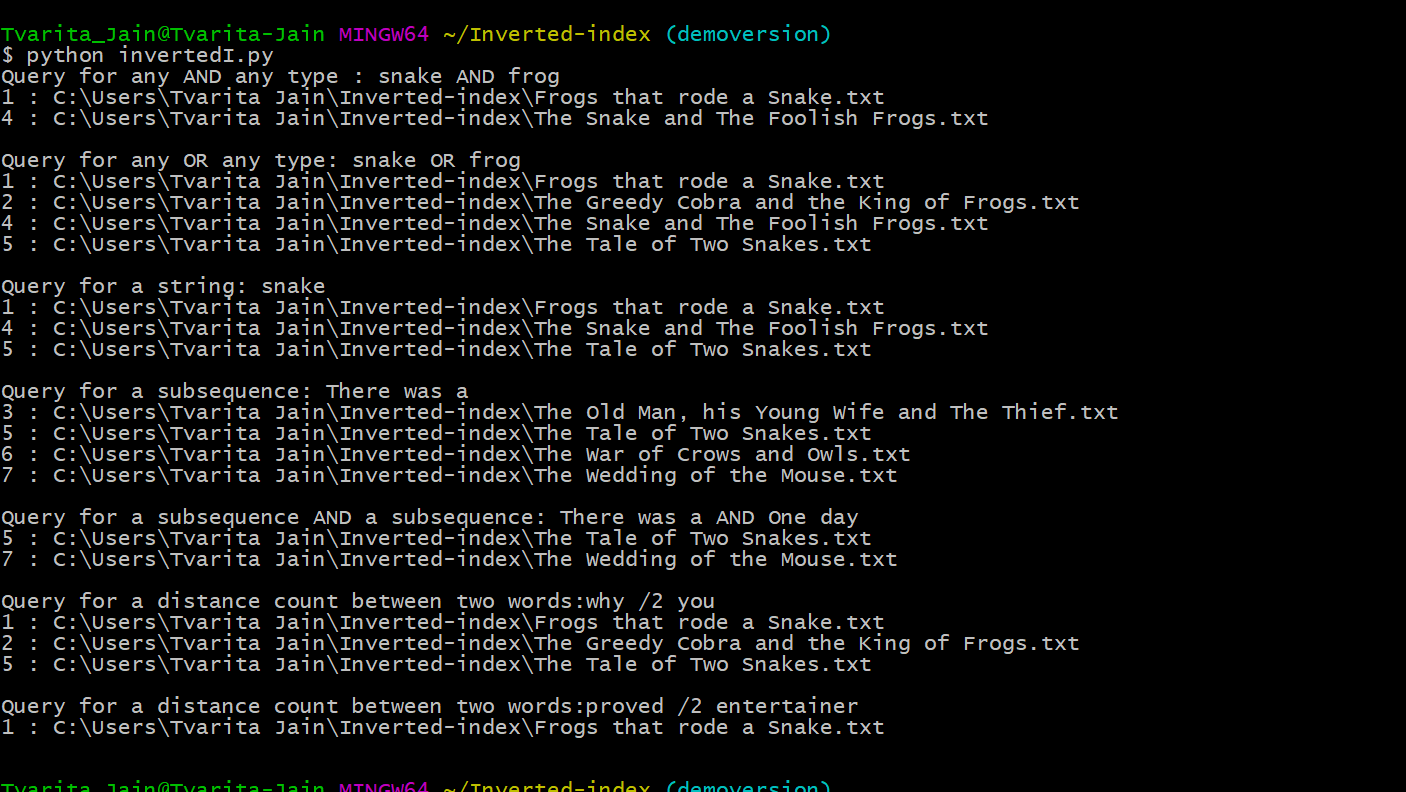 Tvarita_Jain@Tvarita-Jain MINGW64 ~/Inverted-index (demoversion)
$ python invertedI.py
Query for any AND any type : snake AND frog
1 : C:\Users\Tvarita Jain\Inverted-index\Frogs that rode a Snake.txt
4 : C:\Users\Tvarita Jain\Inverted-index\The Snake and The Foolish Frogs.txt

Query for any OR any type: snake OR frog
1 : C:\Users\Tvarita Jain\Inverted-index\Frogs that rode a Snake.txt
2 : C:\Users\Tvarita Jain\Inverted-index\The Greedy Cobra and the King of Frogs.txt
4 : C:\Users\Tvarita Jain\Inverted-index\The Snake and The Foolish Frogs.txt
5 : C:\Users\Tvarita Jain\Inverted-index\The Tale of Two Snakes.txt

Query for a string: snake
1 : C:\Users\Tvarita Jain\Inverted-index\Frogs that rode a Snake.txt
4 : C:\Users\Tvarita Jain\Inverted-index\The Snake and The Foolish Frogs.txt
5 : C:\Users\Tvarita Jain\Inverted-index\The Tale of Two Snakes.txt

Query for a subsequence: There was a
3 : C:\Users\Tvarita Jain\Inverted-index\The Old Man, his Young Wife and The Thief.txt
5 : C:\Users\Tvarita Jain\Inverted-index\The Tale of Two Snakes.txt
6 : C:\Users\Tvarita Jain\Inverted-index\The War of Crows and Owls.txt
7 : C:\Users\Tvarita Jain\Inverted-index\The Wedding of the Mouse.txt

Query for a subsequence AND a subsequence: There was a AND One day
5 : C:\Users\Tvarita Jain\Inverted-index\The Tale of Two Snakes.txt
7 : C:\Users\Tvarita Jain\Inverted-index\The Wedding of the Mouse.txt

Query for a distance count between two words:why /2 you
1 : C:\Users\Tvarita Jain\Inverted-index\Frogs that rode a Snake.txt
2 : C:\Users\Tvarita Jain\Inverted-index\The Greedy Cobra and the King of Frogs.txt
5 : C:\Users\Tvarita Jain\Inverted-index\The Tale of Two Snakes.txt

Query for a distance count between two words:proved /2 entertainer
1 : C:\Users\Tvarita Jain\Inverted-index\Frogs that rode a Snake.txt

Tvarita_Jain@Tvarita-Jain MINGW64 ~/Inverted-index (demoversion)